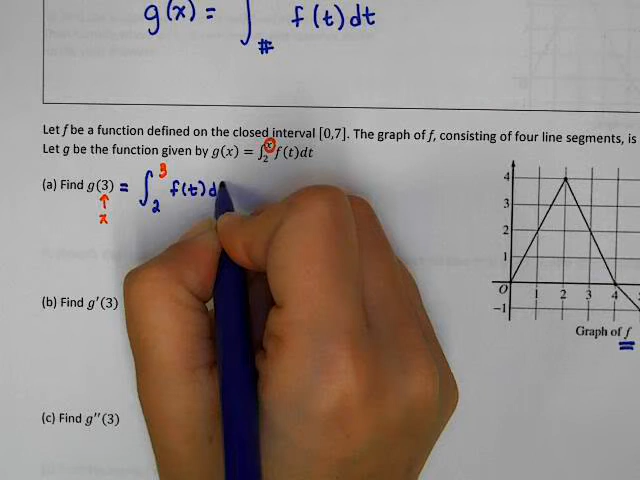 g(x) = ∫# f(t)dt
Let f be a function defined on the closed interval [0,7]. The graph of f, consisting of four line segments, is
Let g be the function given by g(x) = ∫₂ˣ f(t)dt
(a) Find g(3) = ∫₂³ f(t)d
x
(b) Find g′(3)
(c) Find g″(3)
4
3
2
1
O 1 2 3 4
−1
Graph of f